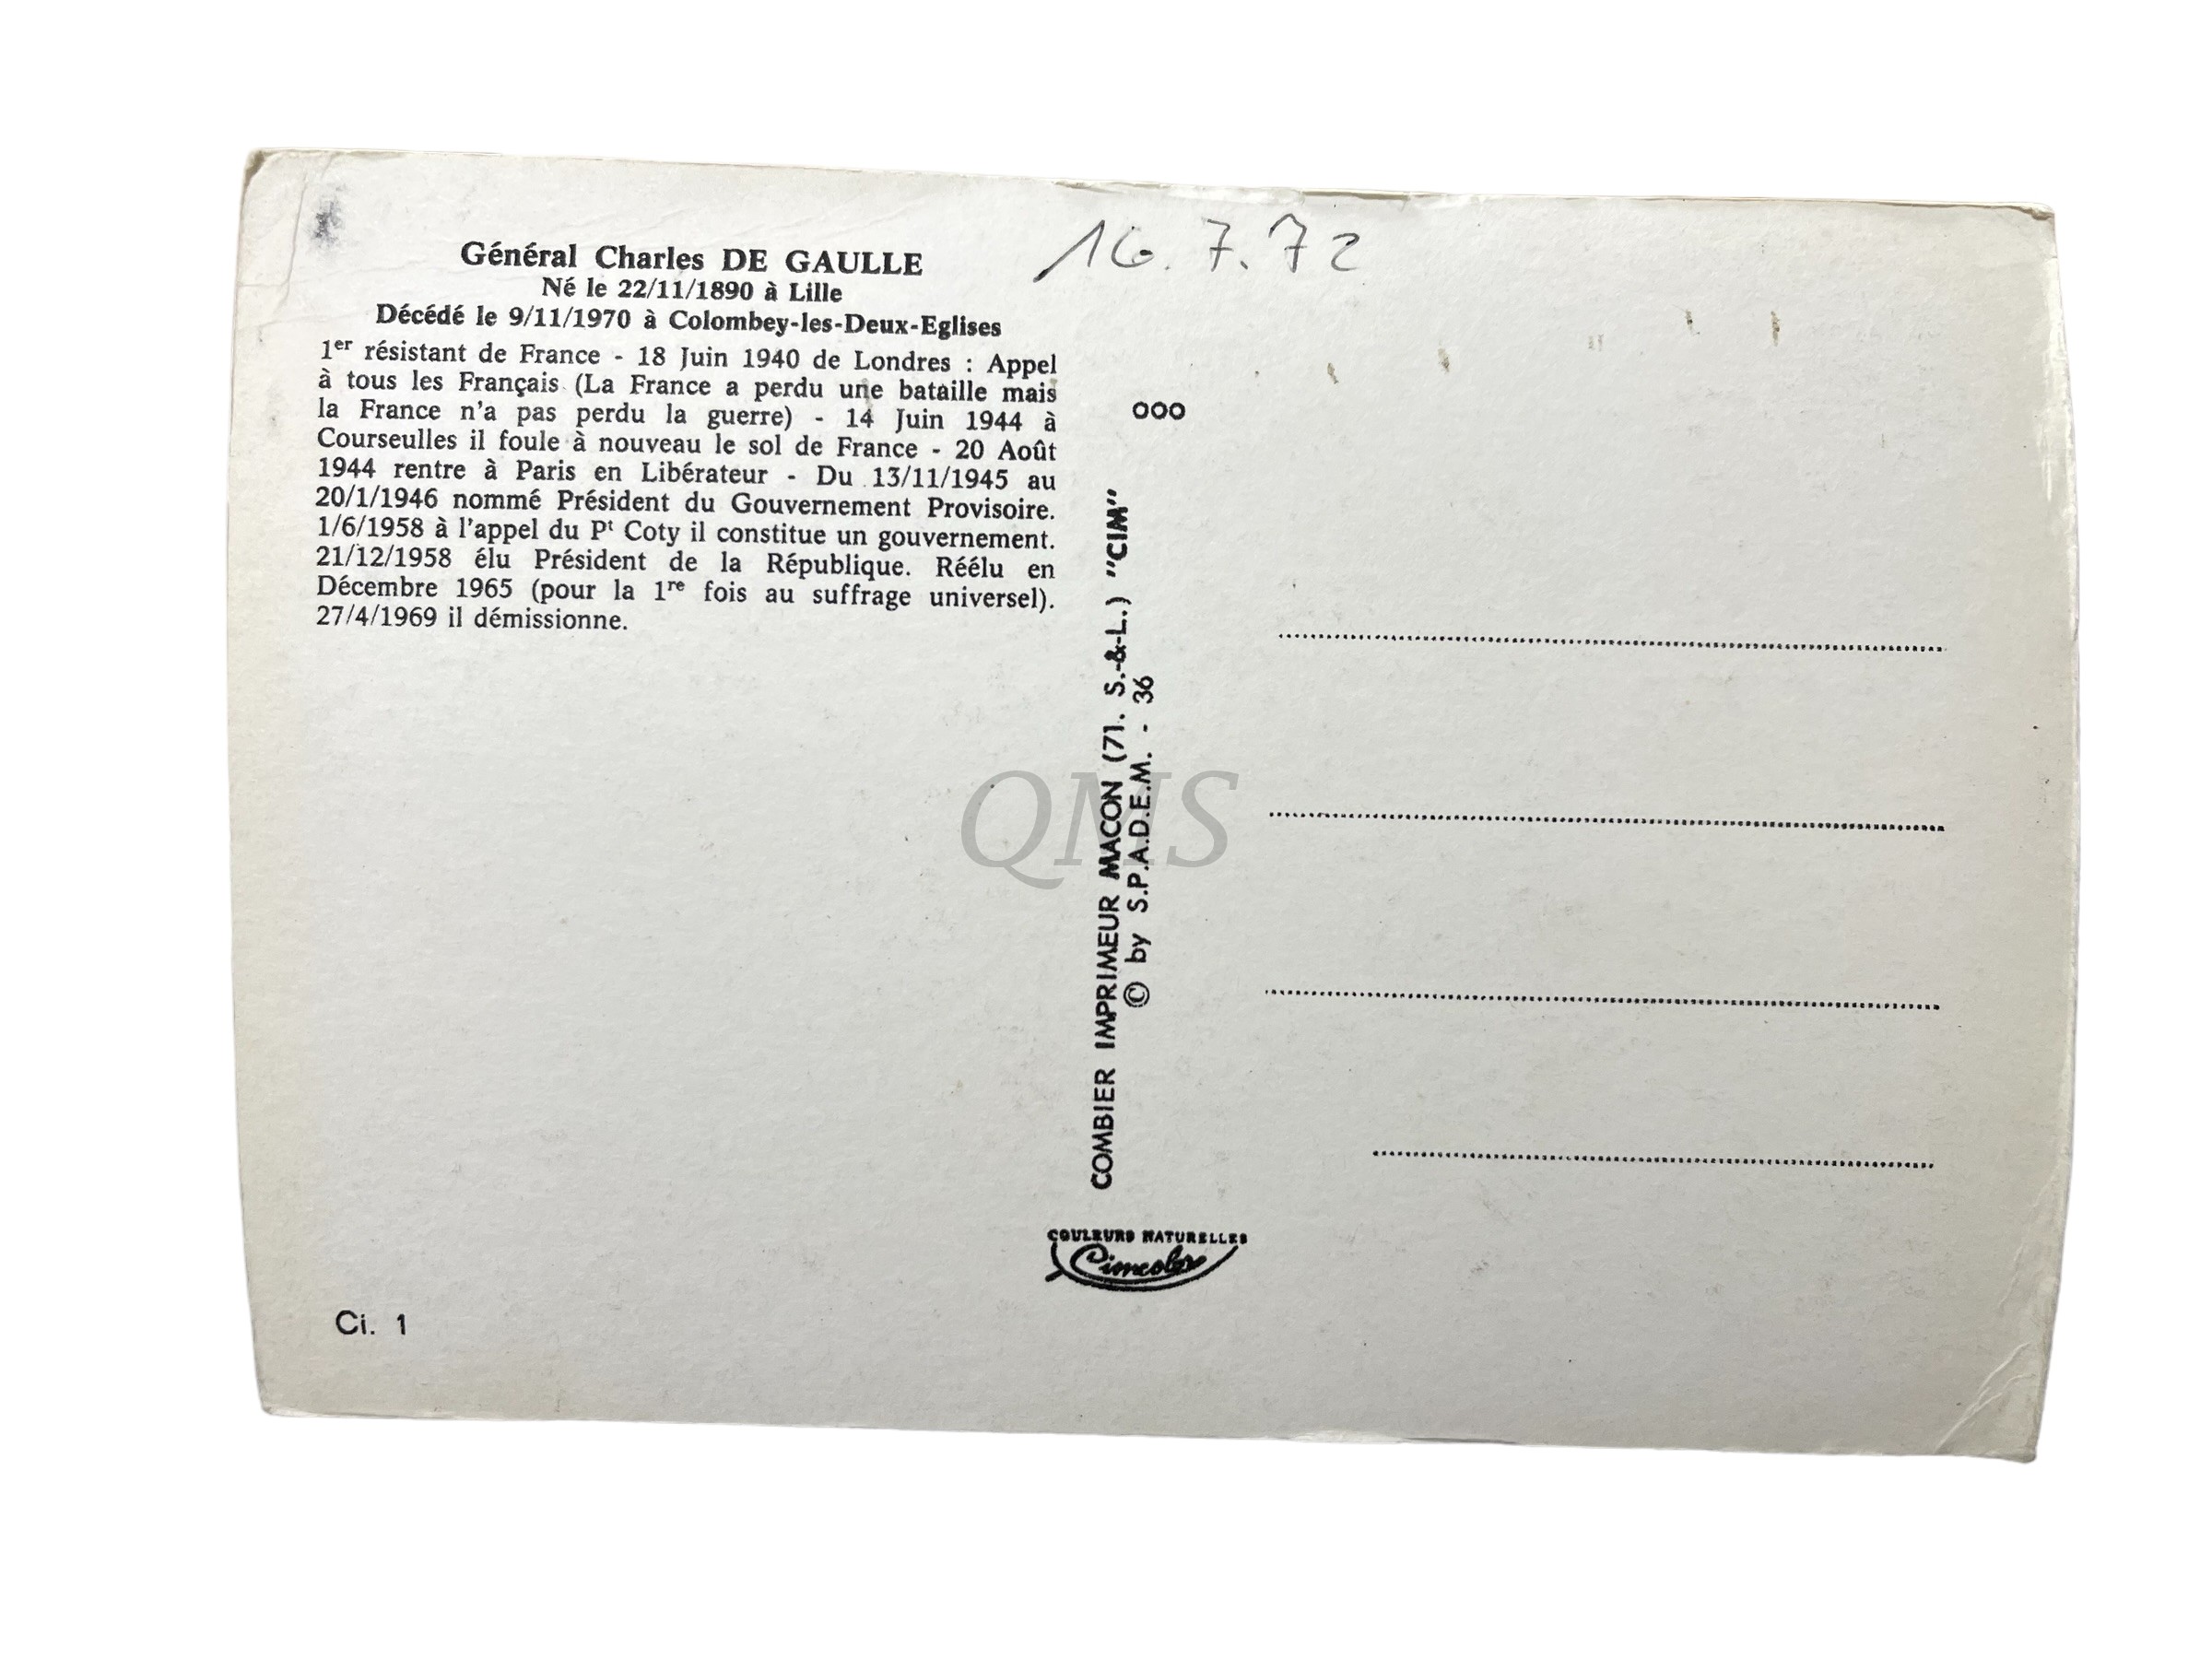 Général Charles DE GAULLE
Né le 22/11/1890 à Lille
Décédé le 9/11/1970 à Colombey-les-Deux-Eglises
1er résistant de France - 18 Juin 1940 de Londres : Appel
à tous les Français (La France a perdu une bataille mais
la France n'a pas perdu la guerre) - 14 Juin 1944 à
Courseulles il foule à nouveau le sol de France - 20 Août
1944 rentre à Paris en Libérateur - Du 13/11/1945 au
20/1/1946 nommé Président du Gouvernement Provisoire.
1/6/1958 à l'appel du Pt Coty il constitue un gouvernement.
21/12/1958 élu Président de la République. Réélu en
Décembre 1965 (pour la 1re fois au suffrage universel).
27/4/1969 il démissionne.
16.7.72
000
COMBIER IMPRIMEUR MACON (71. S.-&-L.) "CIM"
© by S.P.A.D.E.M. - 36
QMS
COULEURS NATURELLES
Cimcolor
Ci. 1